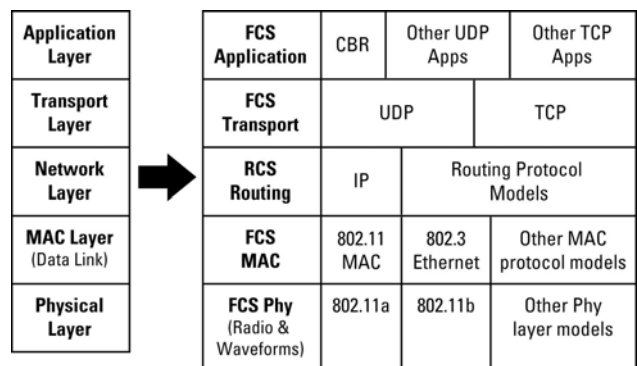 Application
Layer
Transport
Layer
Network
Layer
MAC Layer
(Data Link)
Physical
Layer
FCS
Application
CBR
Other UDP
Apps
Other TCP
Apps
FCS
Transport
UDP
TCP
RCS
Routing
IP
Routing Protocol
Models
FCS
MAC
802.11
MAC
802.3
Ethernet
Other MAC
protocol models
FCS Phy
(Radio &
Waveforms)
802.11a
802.11b
Other Phy
layer models